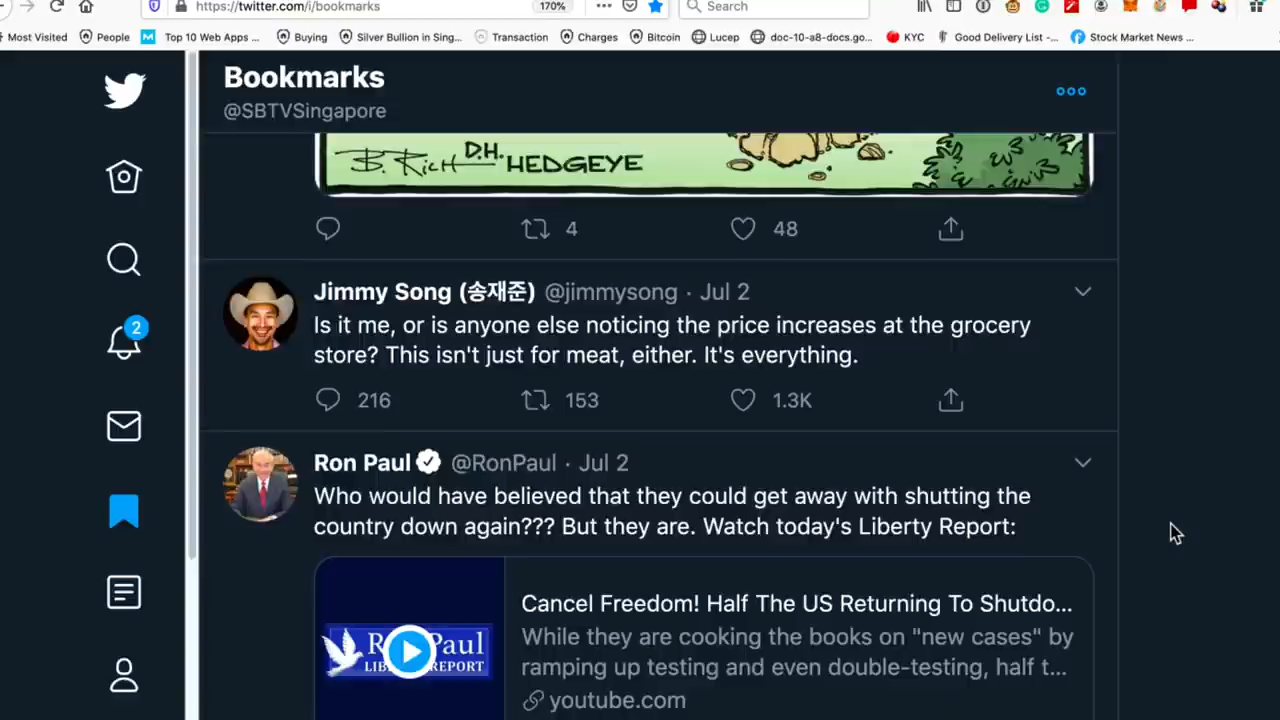 https://twitter.com/i/bookmarks
170%
Search
Most Visited
People
Top 10 Web Apps ...
Buying
Silver Bullion in Sing...
Transaction
Charges
Bitcoin
Lucep
doc-10-a8-docs.go...
KYC
Good Delivery List -...
Stock Market News ...
Bookmarks
@SBTVSingapore
B. Rich D.H. HEDGEYE
4
48
Jimmy Song (송재준) @jimmysong · Jul 2
Is it me, or is anyone else noticing the price increases at the grocery
store? This isn't just for meat, either. It's everything.
216
153
1.3K
2
Ron Paul @RonPaul · Jul 2
Who would have believed that they could get away with shutting the
country down again??? But they are. Watch today's Liberty Report:
Cancel Freedom! Half The US Returning To Shutdo...
While they are cooking the books on "new cases" by
ramping up testing and even double-testing, half t...
youtube.com